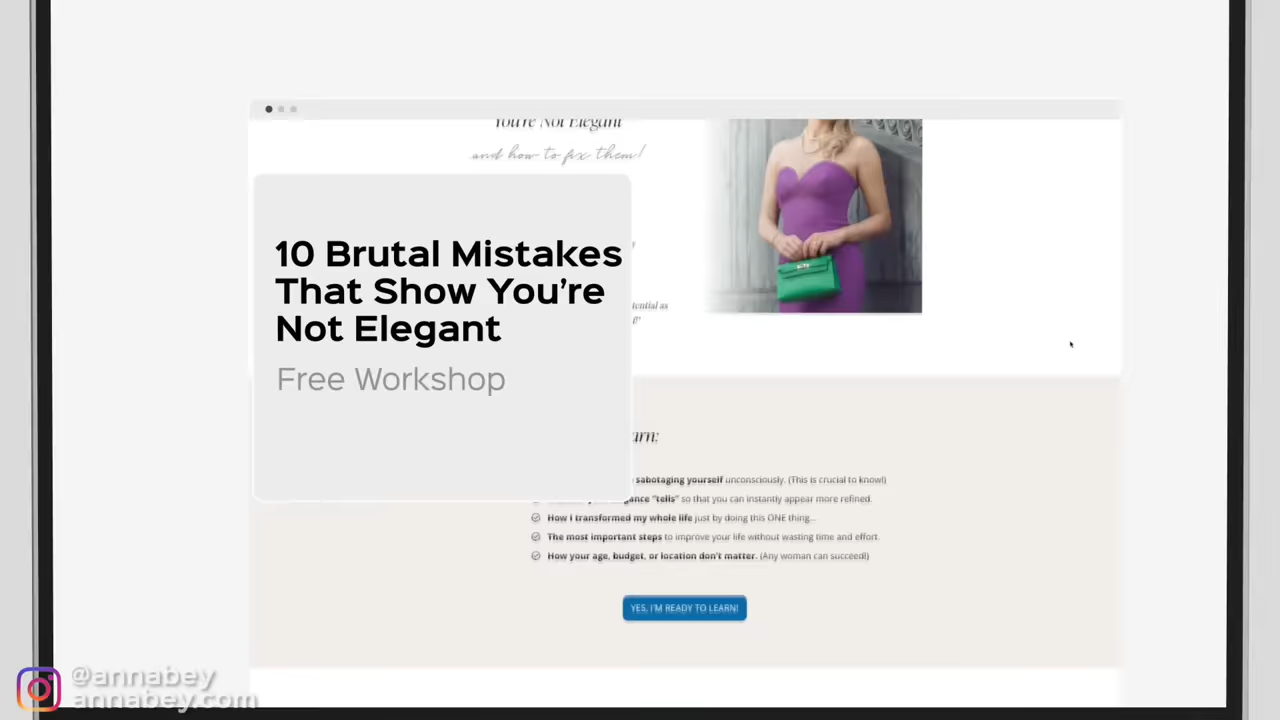 You're Not Elegant
and how to fix them!
10 Brutal Mistakes
That Show You're
Not Elegant
Free Workshop
as
sabotaging yourself unconsciously. (This is crucial to know!)
"tells" so that you can instantly appear more refined.
How I transformed my whole life just by doing this ONE thing...
The most important steps to improve your life without wasting time and effort.
How your age, budget, or location don't matter. (Any woman can succeed!)
YES, I'M READY TO LEARN!
@annabey
annabey.com